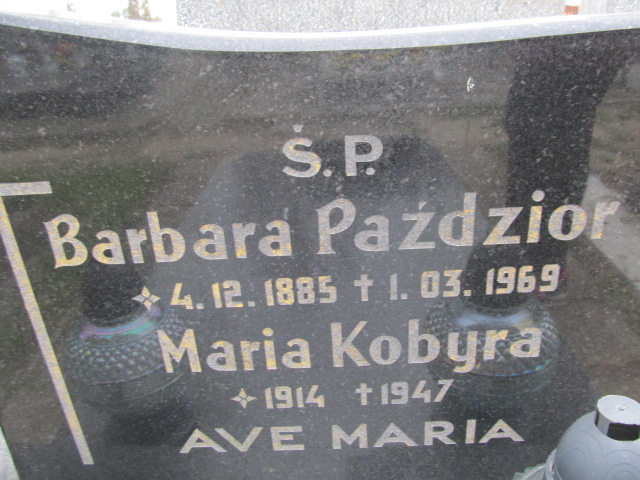 Ś.P.
Barbara Paździor
✧ 4.12.1885 † 1.03.1969
Maria Kobyra
✧ 1914 † 1947
AVE MARIA